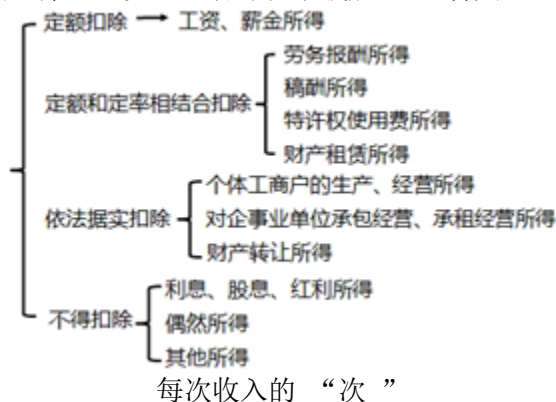 定额扣除 → 工资、薪金所得
定额和定率相结合扣除
劳务报酬所得
稿酬所得
特许权使用费所得
财产租赁所得
依法据实扣除
个体工商户的生产、经营所得
对企事业单位承包经营、承租经营所得
财产转让所得
不得扣除
利息、股息、红利所得
偶然所得
其他所得
每次收入的 “次 ”